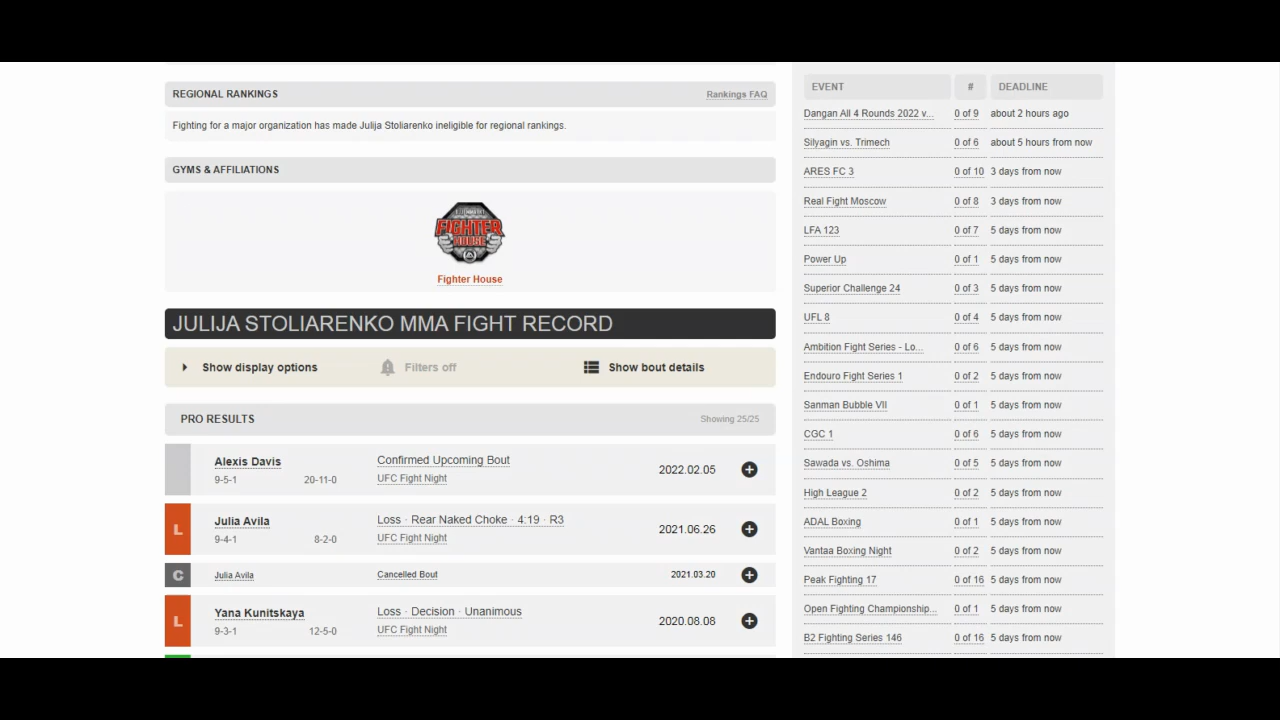 REGIONAL RANKINGS
Rankings FAQ
Fighting for a major organization has made Julija Stoliarenko ineligible for regional rankings.
GYMS & AFFILIATIONS
FIGHTER
HOUSE
Fighter House
JULIJA STOLIARENKO MMA FIGHT RECORD
Show display options
Filters off
Show bout details
PRO RESULTS
Showing 25/25
Alexis Davis
9-5-1 20-11-0
Confirmed Upcoming Bout
UFC Fight Night
2022.02.05
L
Julia Avila
9-4-1 8-2-0
Loss · Rear Naked Choke · 4:19 · R3
UFC Fight Night
2021.06.26
C
Julia Avila
Cancelled Bout
2021.03.20
L
Yana Kunitskaya
9-3-1 12-5-0
Loss · Decision · Unanimous
UFC Fight Night
2020.08.08
EVENT # DEADLINE
Dangan All 4 Rounds 2022 v... 0 of 9 about 2 hours ago
Silyagin vs. Trimech 0 of 6 about 5 hours from now
ARES FC 3 0 of 10 3 days from now
Real Fight Moscow 0 of 8 3 days from now
LFA 123 0 of 7 5 days from now
Power Up 0 of 1 5 days from now
Superior Challenge 24 0 of 3 5 days from now
UFL 8 0 of 4 5 days from now
Ambition Fight Series - Lo... 0 of 6 5 days from now
Endouro Fight Series 1 0 of 2 5 days from now
Sanman Bubble VII 0 of 1 5 days from now
CGC 1 0 of 6 5 days from now
Sawada vs. Oshima 0 of 5 5 days from now
High League 2 0 of 2 5 days from now
ADAL Boxing 0 of 1 5 days from now
Vantaa Boxing Night 0 of 2 5 days from now
Peak Fighting 17 0 of 16 5 days from now
Open Fighting Championship... 0 of 1 5 days from now
B2 Fighting Series 146 0 of 16 5 days from now